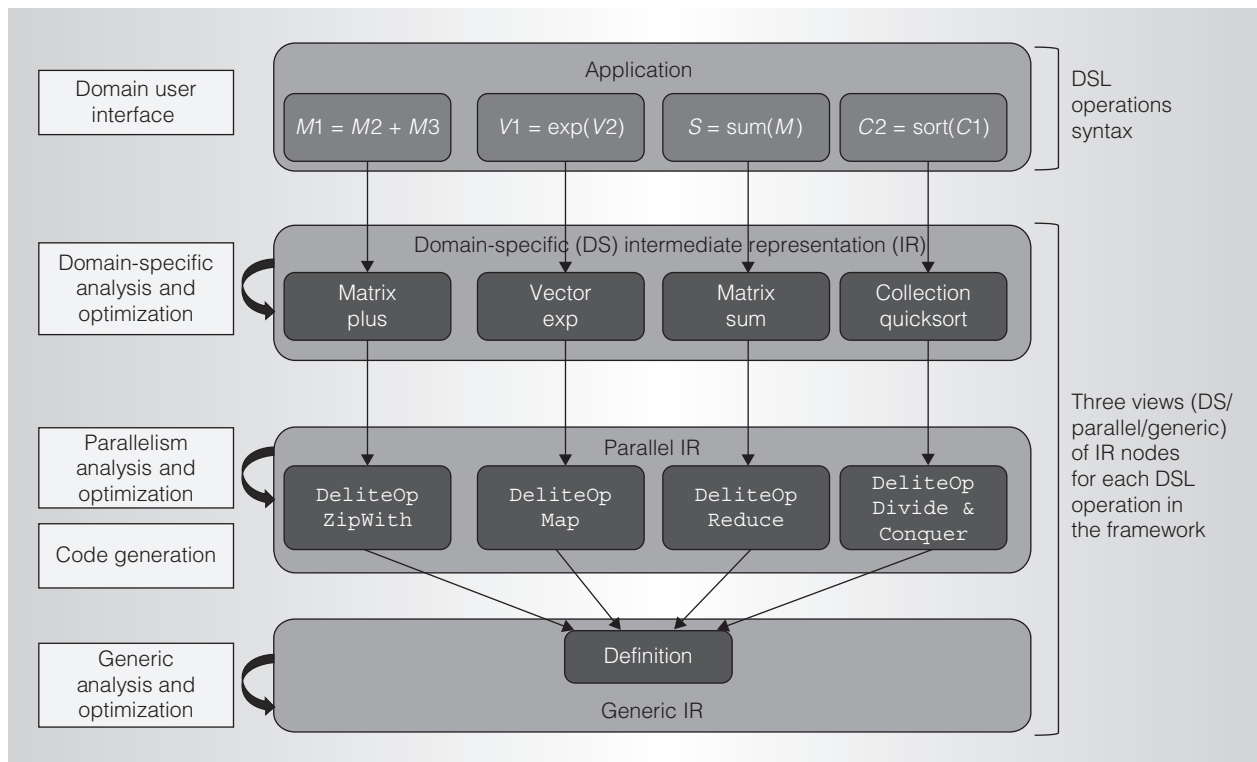 Application
Domain user
interface
M1 = M2 + M3
V1 = exp(V2)
S = sum(M)
C2 = sort(C1)
DSL
operations
syntax
Domain-specific (DS) intermediate representation (IR)
Domain-specific
analysis and
optimization
Matrix
plus
Vector
exp
Matrix
sum
Collection
quicksort
Three views (DS/
parallel/generic)
of IR nodes
for each DSL
operation in
the framework
Parallel IR
Parallelism
analysis and
optimization
DeliteOp
ZipWith
DeliteOp
Map
DeliteOp
Reduce
DeliteOp
Divide &
Conquer
Code generation
Definition
Generic
analysis and
optimization
Generic IR